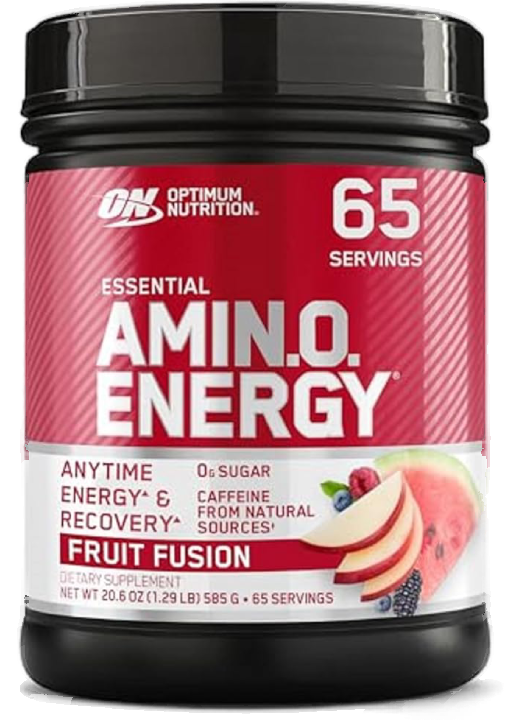 ON OPTIMUM
NUTRITION®
65
SERVINGS
ESSENTIAL
AMIN.O.
ENERGY®
ANYTIME
ENERGY▲ &
RECOVERY▲
0G SUGAR
CAFFEINE
FROM NATURAL
SOURCES†
FRUIT FUSION
DIETARY SUPPLEMENT
NET WT 20.6 OZ (1.29 LB) 585 G • 65 SERVINGS